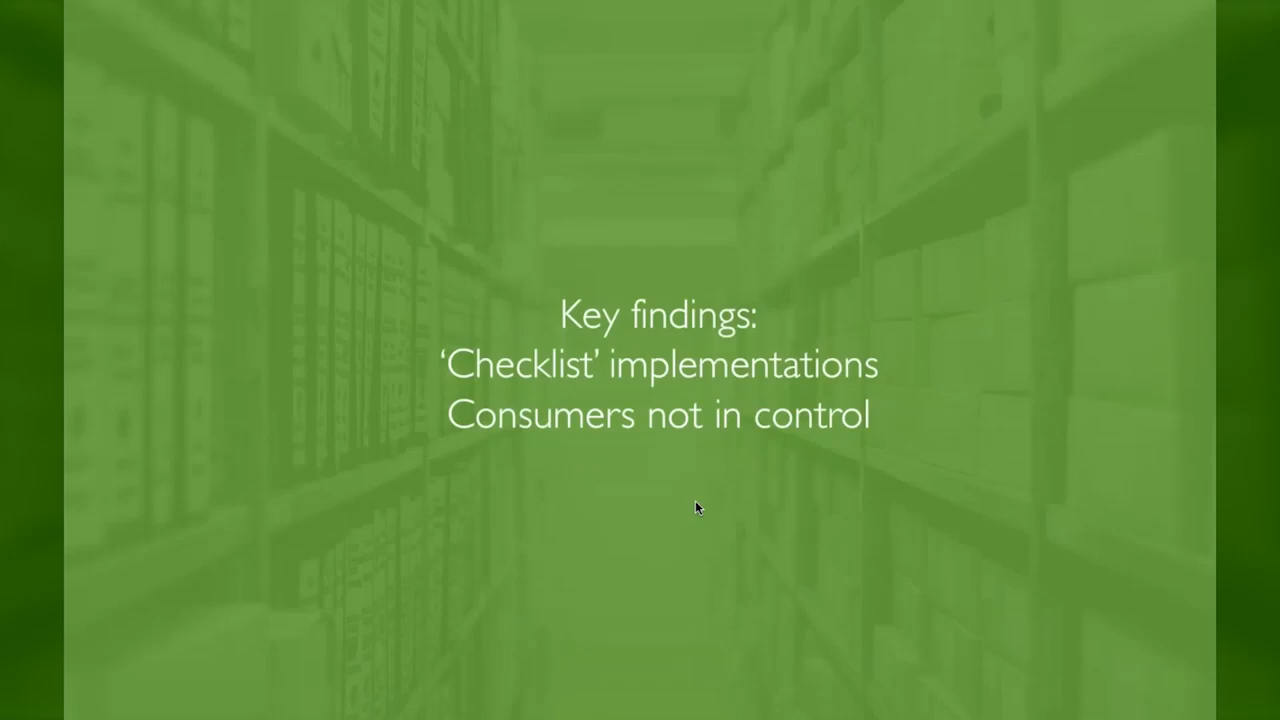 Key findings:
‘Checklist’ implementations
Consumers not in control